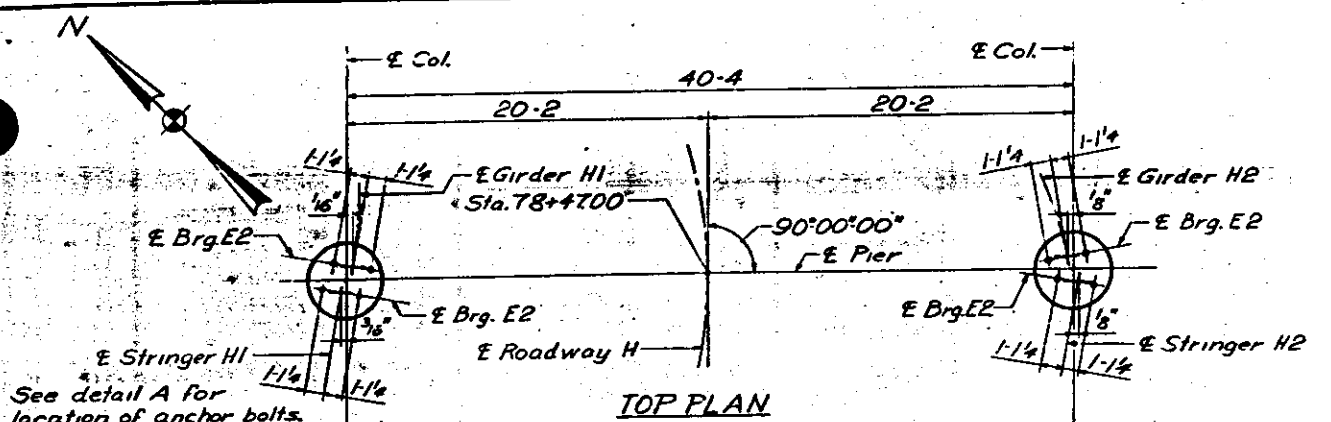 N
℄ Col.
℄ Col.
40-4
20-2
20-2
1-1¼
1-1¼
℄ Girder H1
Sta. 78+47.00
1/16"
℄ Brg. E2
90°00'00"
℄ Pier
1-1¼
1-1¼
℄ Girder H2
1/8"
℄ Brg. E2
℄ Brg. E2
3/16"
℄ Stringer H1
℄ Roadway H
℄ Brg. E2
1/8"
℄ Stringer H2
1-1¼
1-1¼
1-1¼
1-1¼
See detail A for
location of anchor bolts.
TOP PLAN